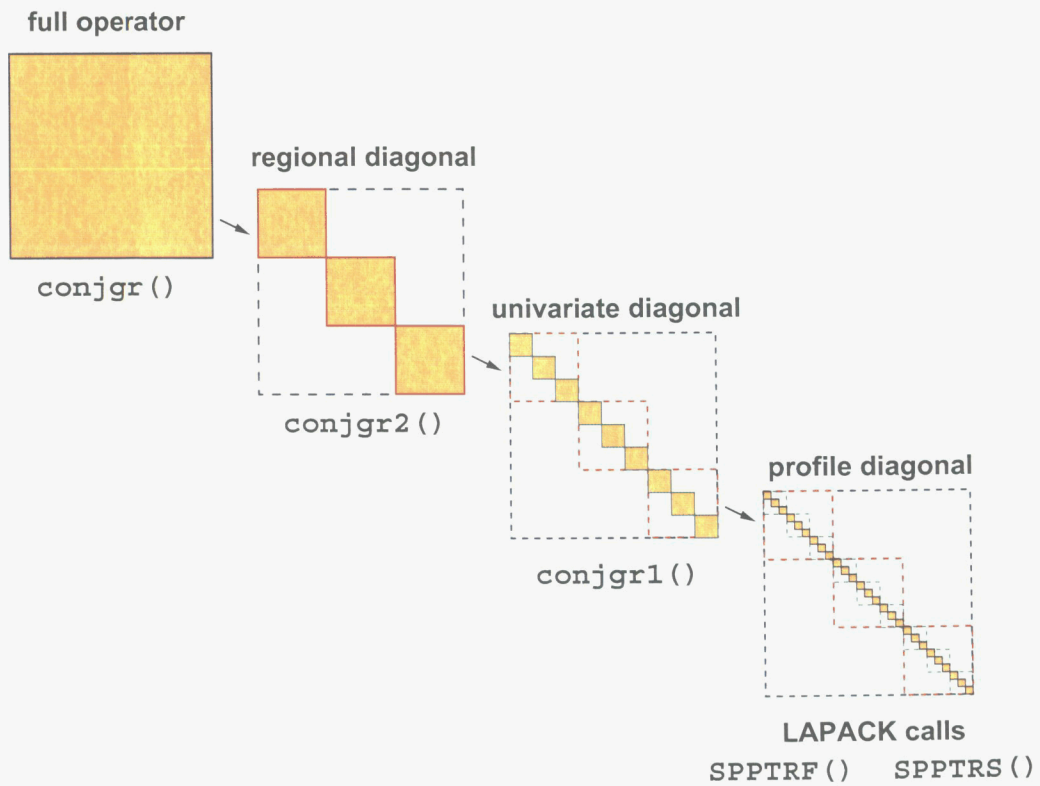 full operator
conjgr()
regional diagonal
conjgr2()
univariate diagonal
conjgr1()
profile diagonal
LAPACK calls
SPPTRF() SPPTRS()